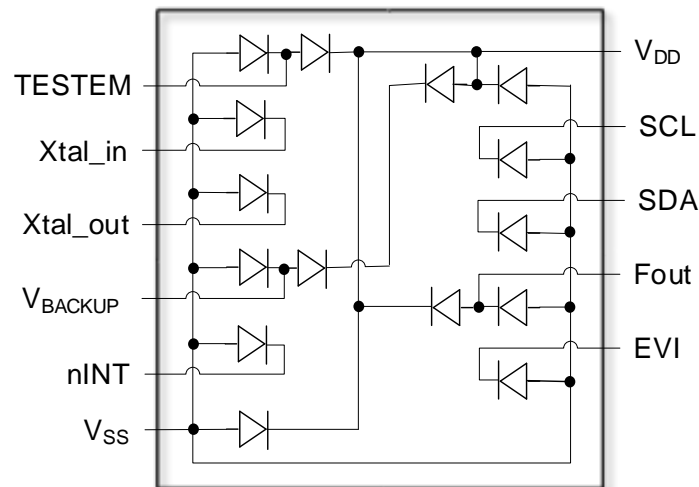 TESTEM
Xtal_in
Xtal_out
VBACKUP
nINT
VSS
VDD
SCL
SDA
Fout
EVI